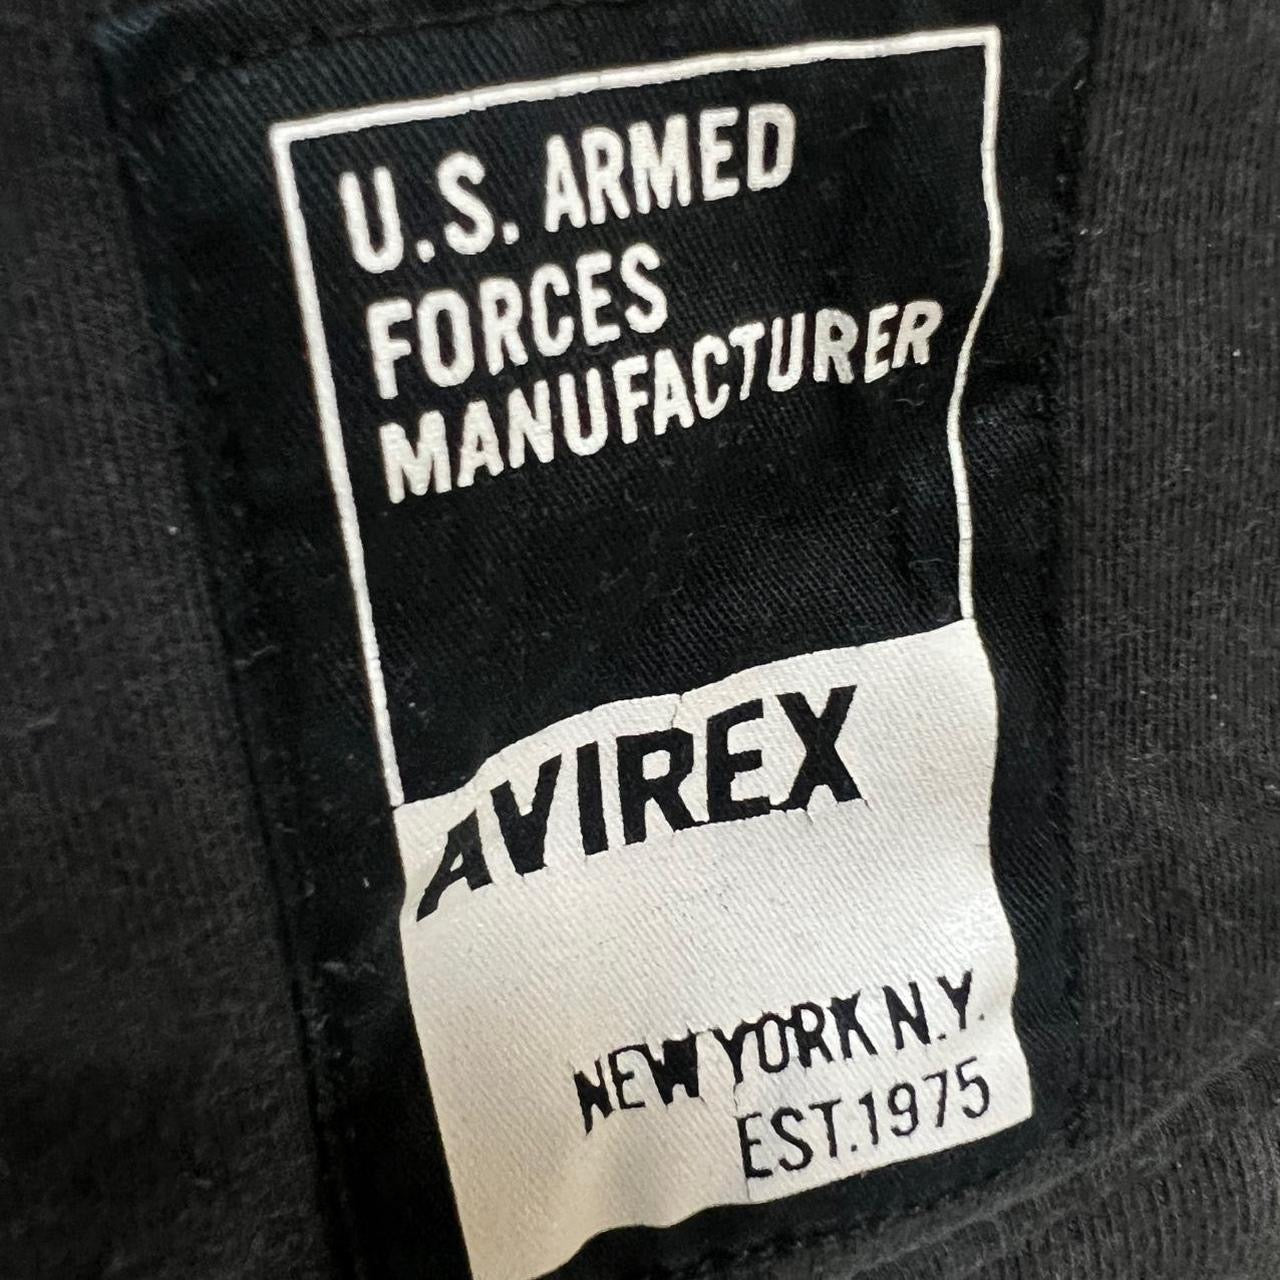 U.S. ARMED
FORCES
MANUFACTURER
AVIREX
NEW YORK N.Y.
EST.1975